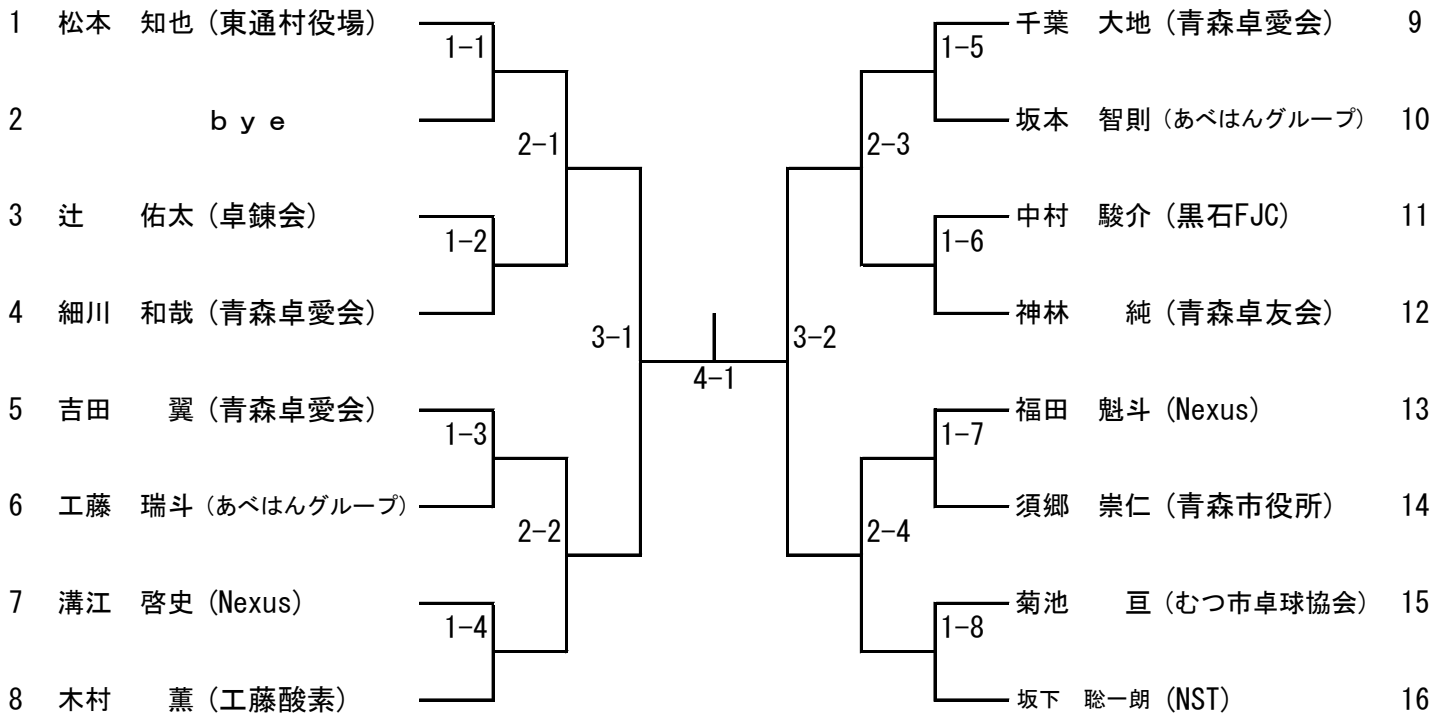 1 松本 知也 (東通村役場)
1-1
2 ｂｙｅ
2-1
3 辻 佑太 (卓錬会)
1-2
4 細川 和哉 (青森卓愛会)
3-1
5 吉田 翼 (青森卓愛会)
1-3
6 工藤 瑞斗 (あべはんグループ)
2-2
7 溝江 啓史 (Nexus)
1-4
8 木村 薫 (工藤酸素)
4-1
千葉 大地 (青森卓愛会) 9
1-5
坂本 智則 (あべはんグループ) 10
2-3
中村 駿介 (黒石FJC) 11
1-6
神林 純 (青森卓友会) 12
3-2
福田 魁斗 (Nexus) 13
1-7
須郷 崇仁 (青森市役所) 14
2-4
菊池 亘 (むつ市卓球協会) 15
1-8
坂下 聡一朗 (NST) 16